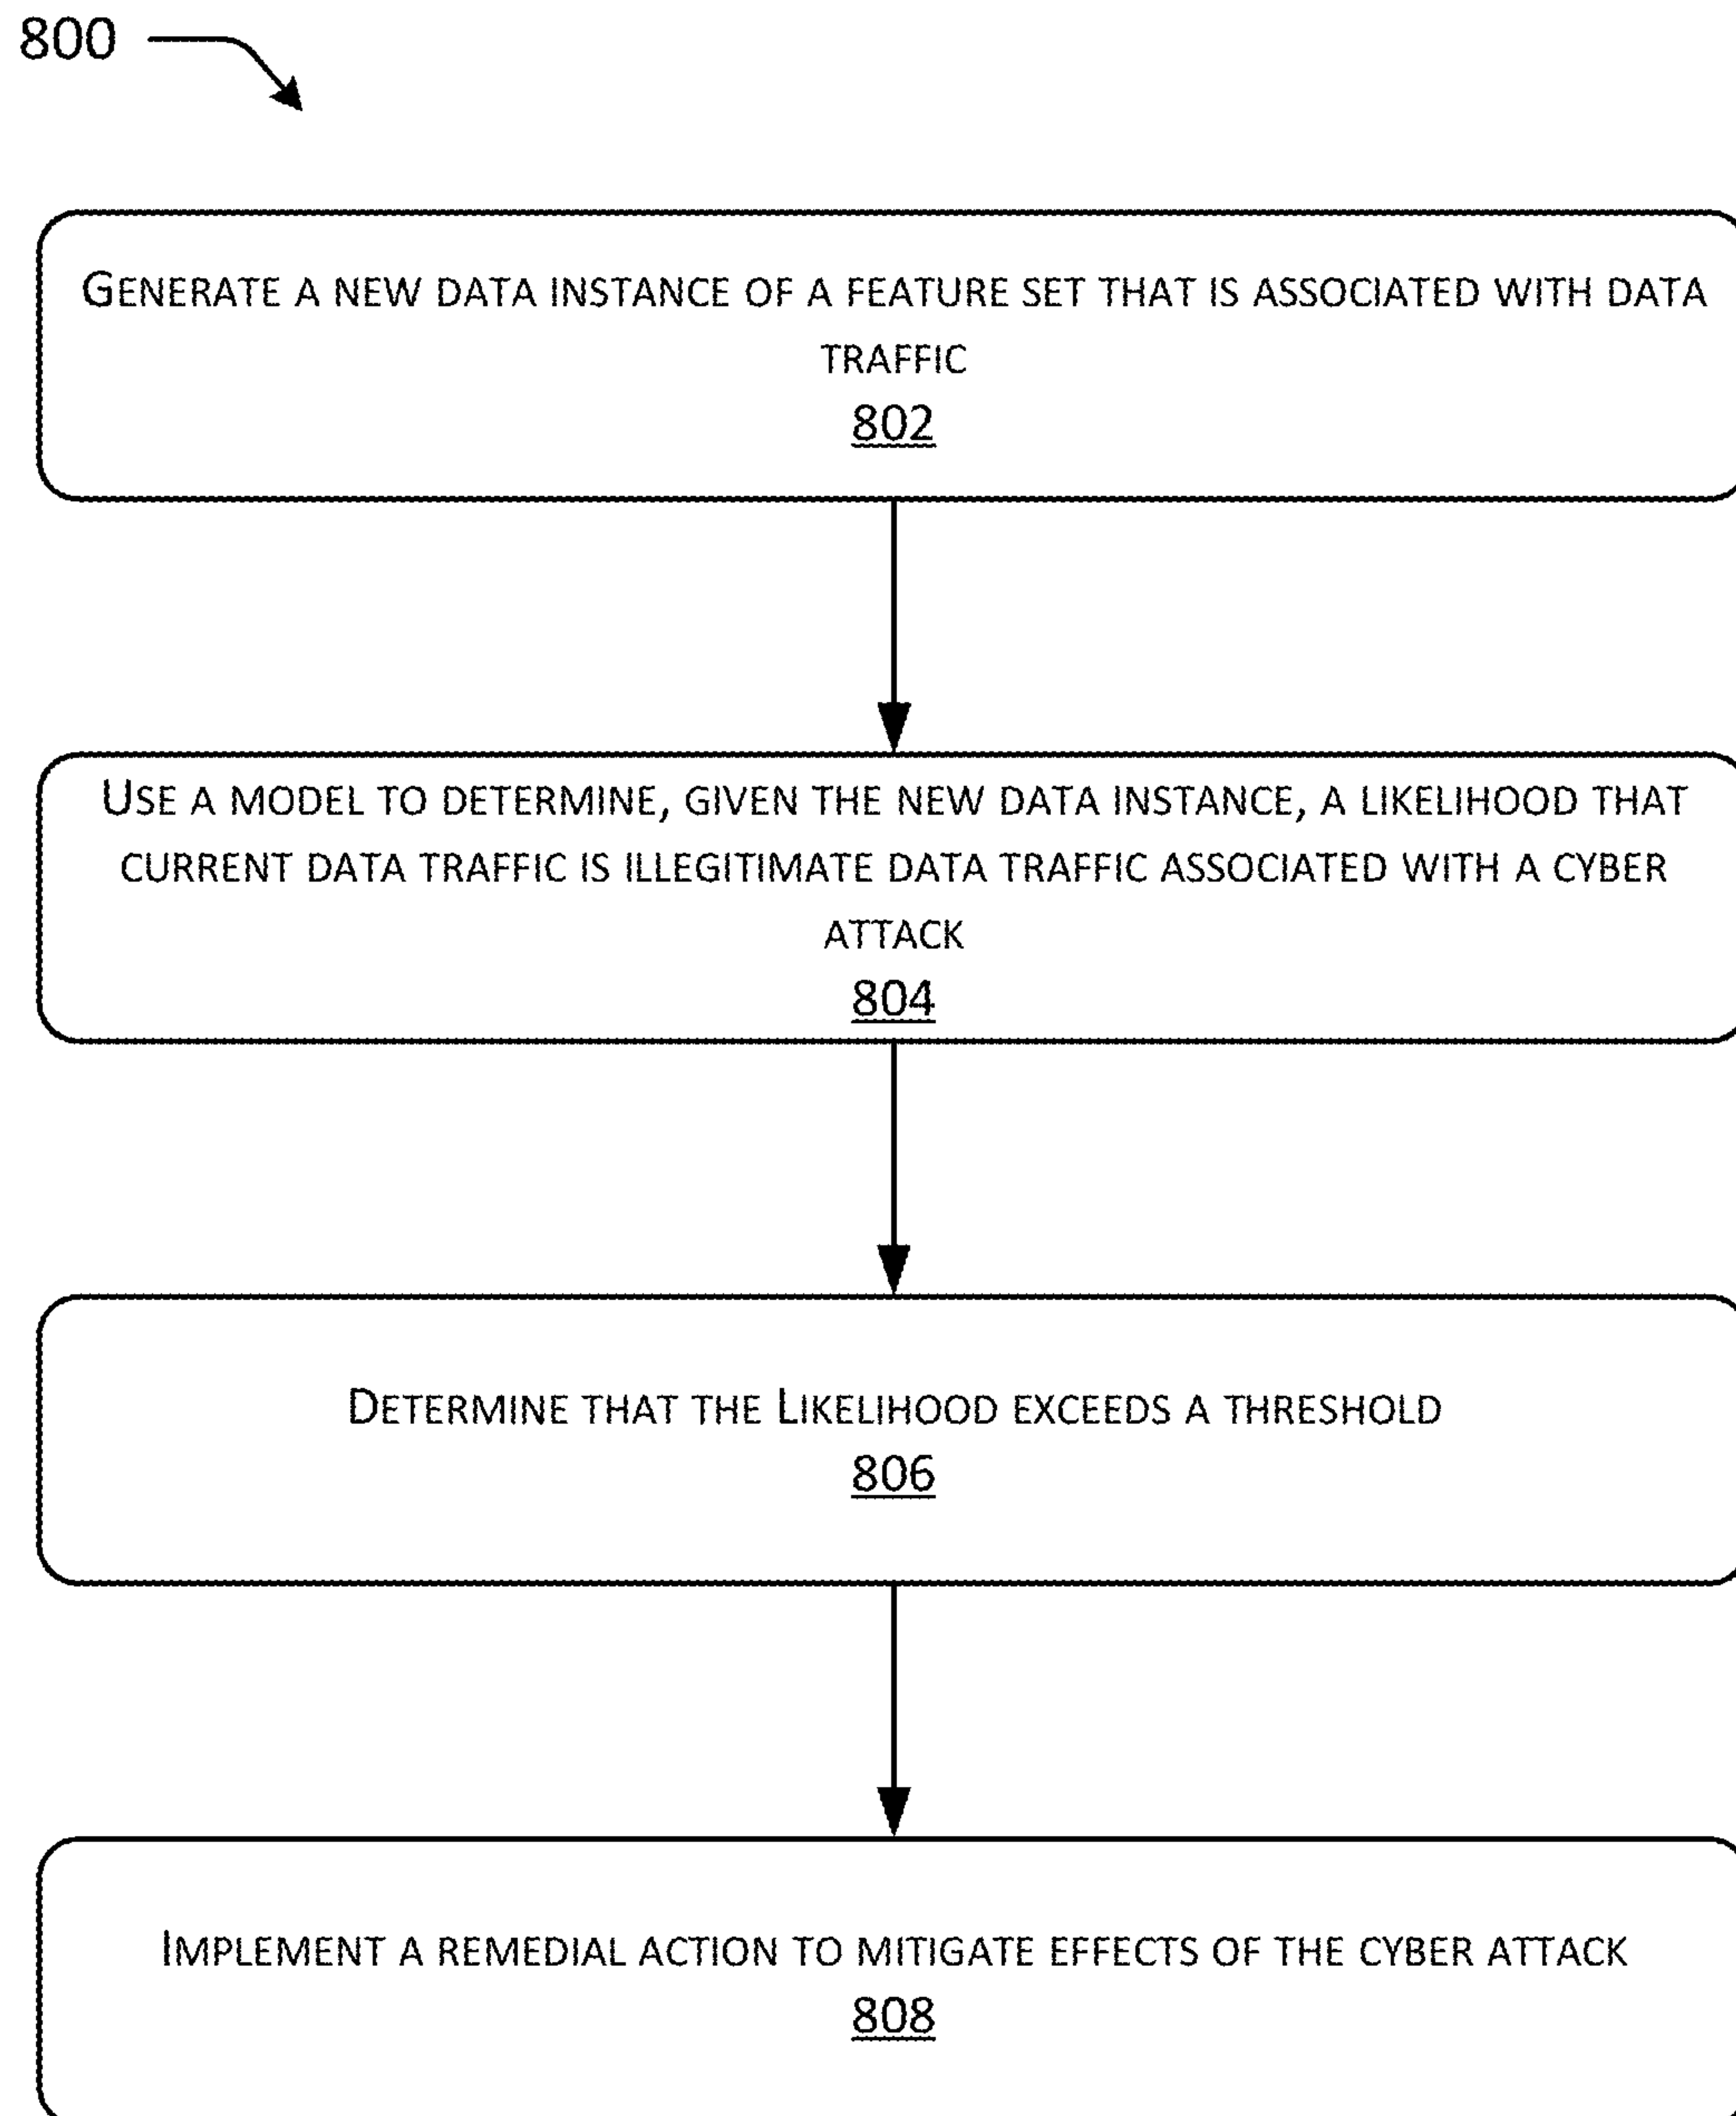 800
GENERATE A NEW DATA INSTANCE OF A FEATURE SET THAT IS ASSOCIATED WITH DATA
TRAFFIC
802
USE A MODEL TO DETERMINE, GIVEN THE NEW DATA INSTANCE, A LIKELIHOOD THAT
CURRENT DATA TRAFFIC IS ILLEGITIMATE DATA TRAFFIC ASSOCIATED WITH A CYBER
ATTACK
804
DETERMINE THAT THE LIKELIHOOD EXCEEDS A THRESHOLD
806
IMPLEMENT A REMEDIAL ACTION TO MITIGATE EFFECTS OF THE CYBER ATTACK
808